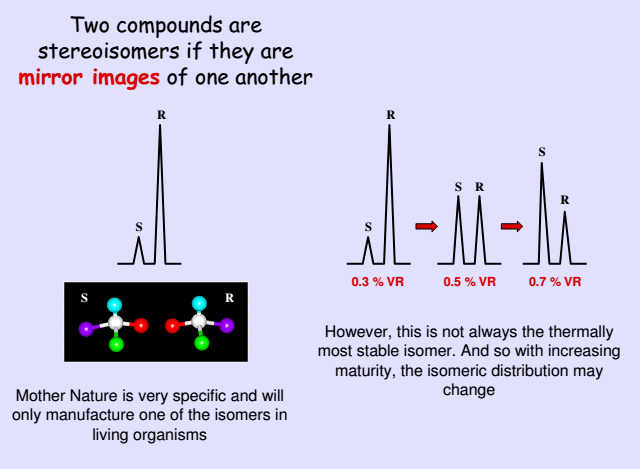 Two compounds are
stereoisomers if they are
mirror images of one another
R
S
S R
Mother Nature is very specific and will
only manufacture one of the isomers in
living organisms
R
S
S R
S
R
0.3 % VR 0.5 % VR 0.7 % VR
However, this is not always the thermally
most stable isomer. And so with increasing
maturity, the isomeric distribution may
change